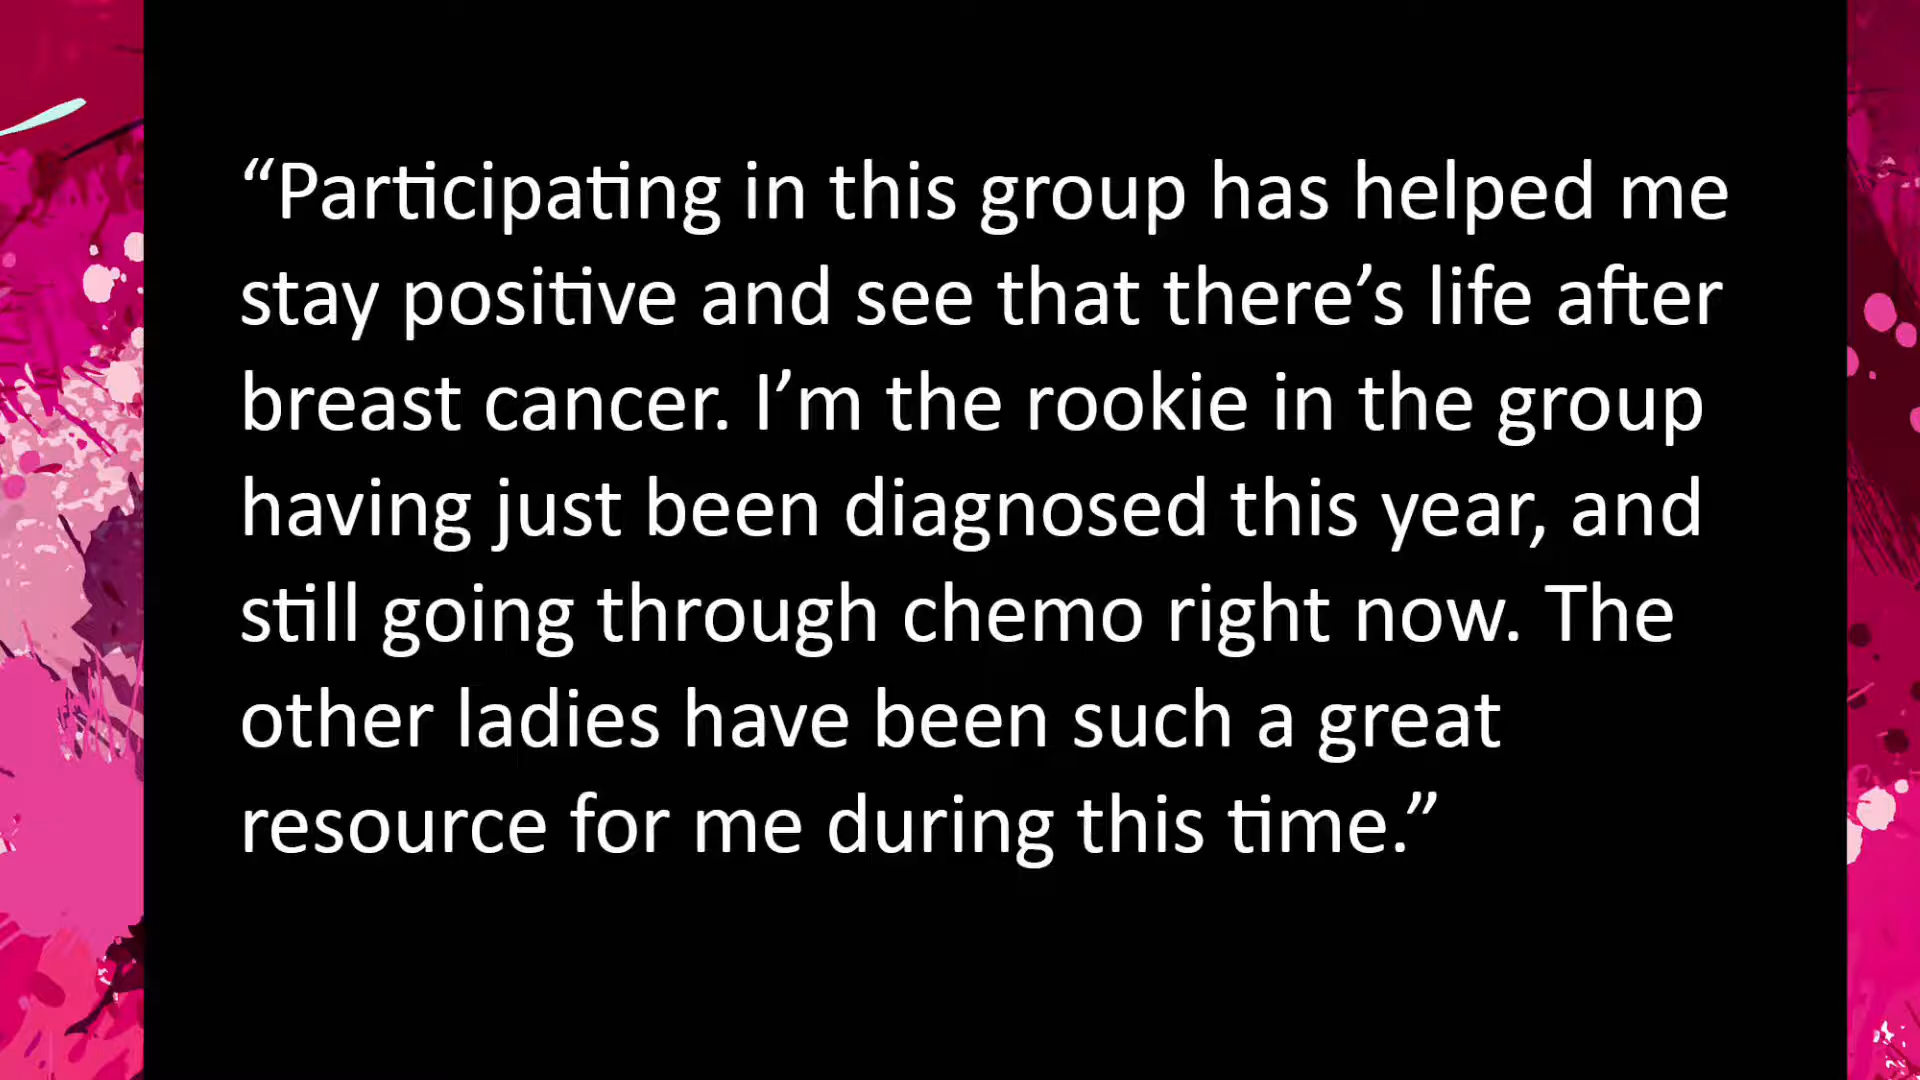 “Participating in this group has helped me
stay positive and see that there’s life after
breast cancer. I’m the rookie in the group
having just been diagnosed this year, and
still going through chemo right now. The
other ladies have been such a great
resource for me during this time.”